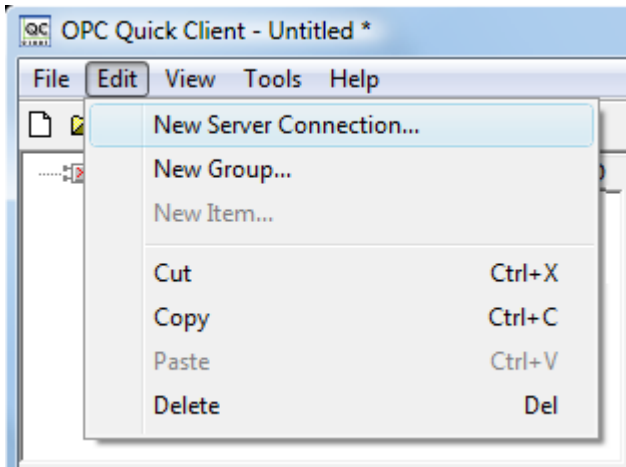 QC
OPC Quick Client - Untitled *
File Edit View Tools Help
New Server Connection...
New Group...
New Item...
Cut Ctrl+X
Copy Ctrl+C
Paste Ctrl+V
Delete Del